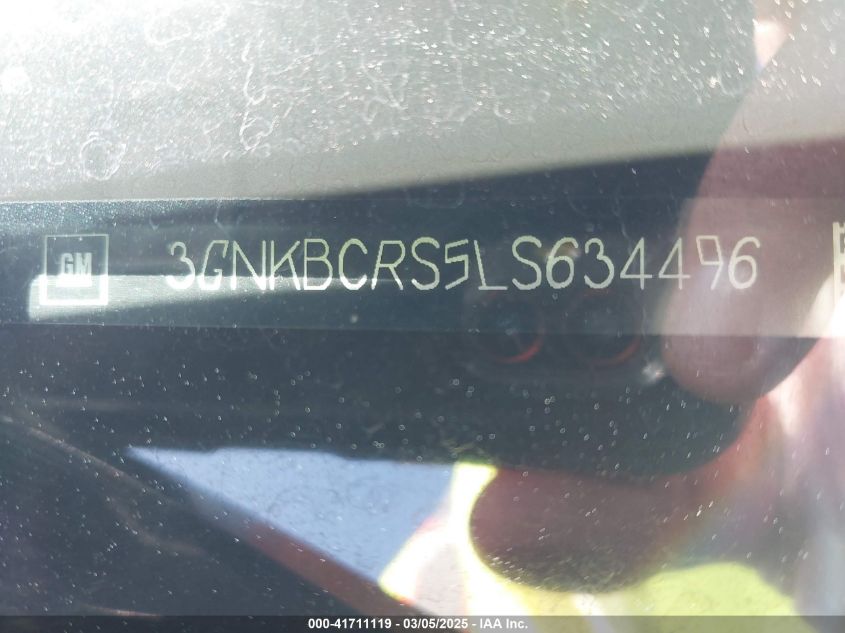 GM 3GNKBCRS5LS634496
000-41711119 | 03/05/2025 - IAA Inc.